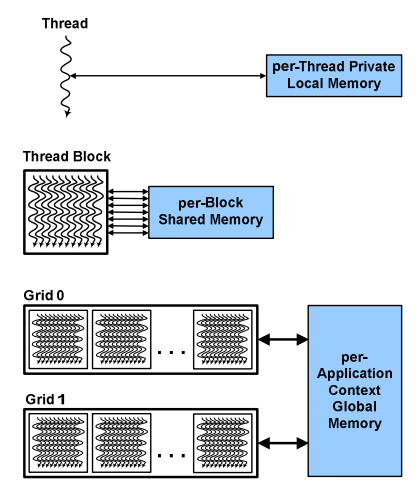 Thread
per-Thread Private
Local Memory
Thread Block
per-Block
Shared Memory
Grid 0
. . .
per-
Application
Context
Global
Memory
Grid 1
. . .